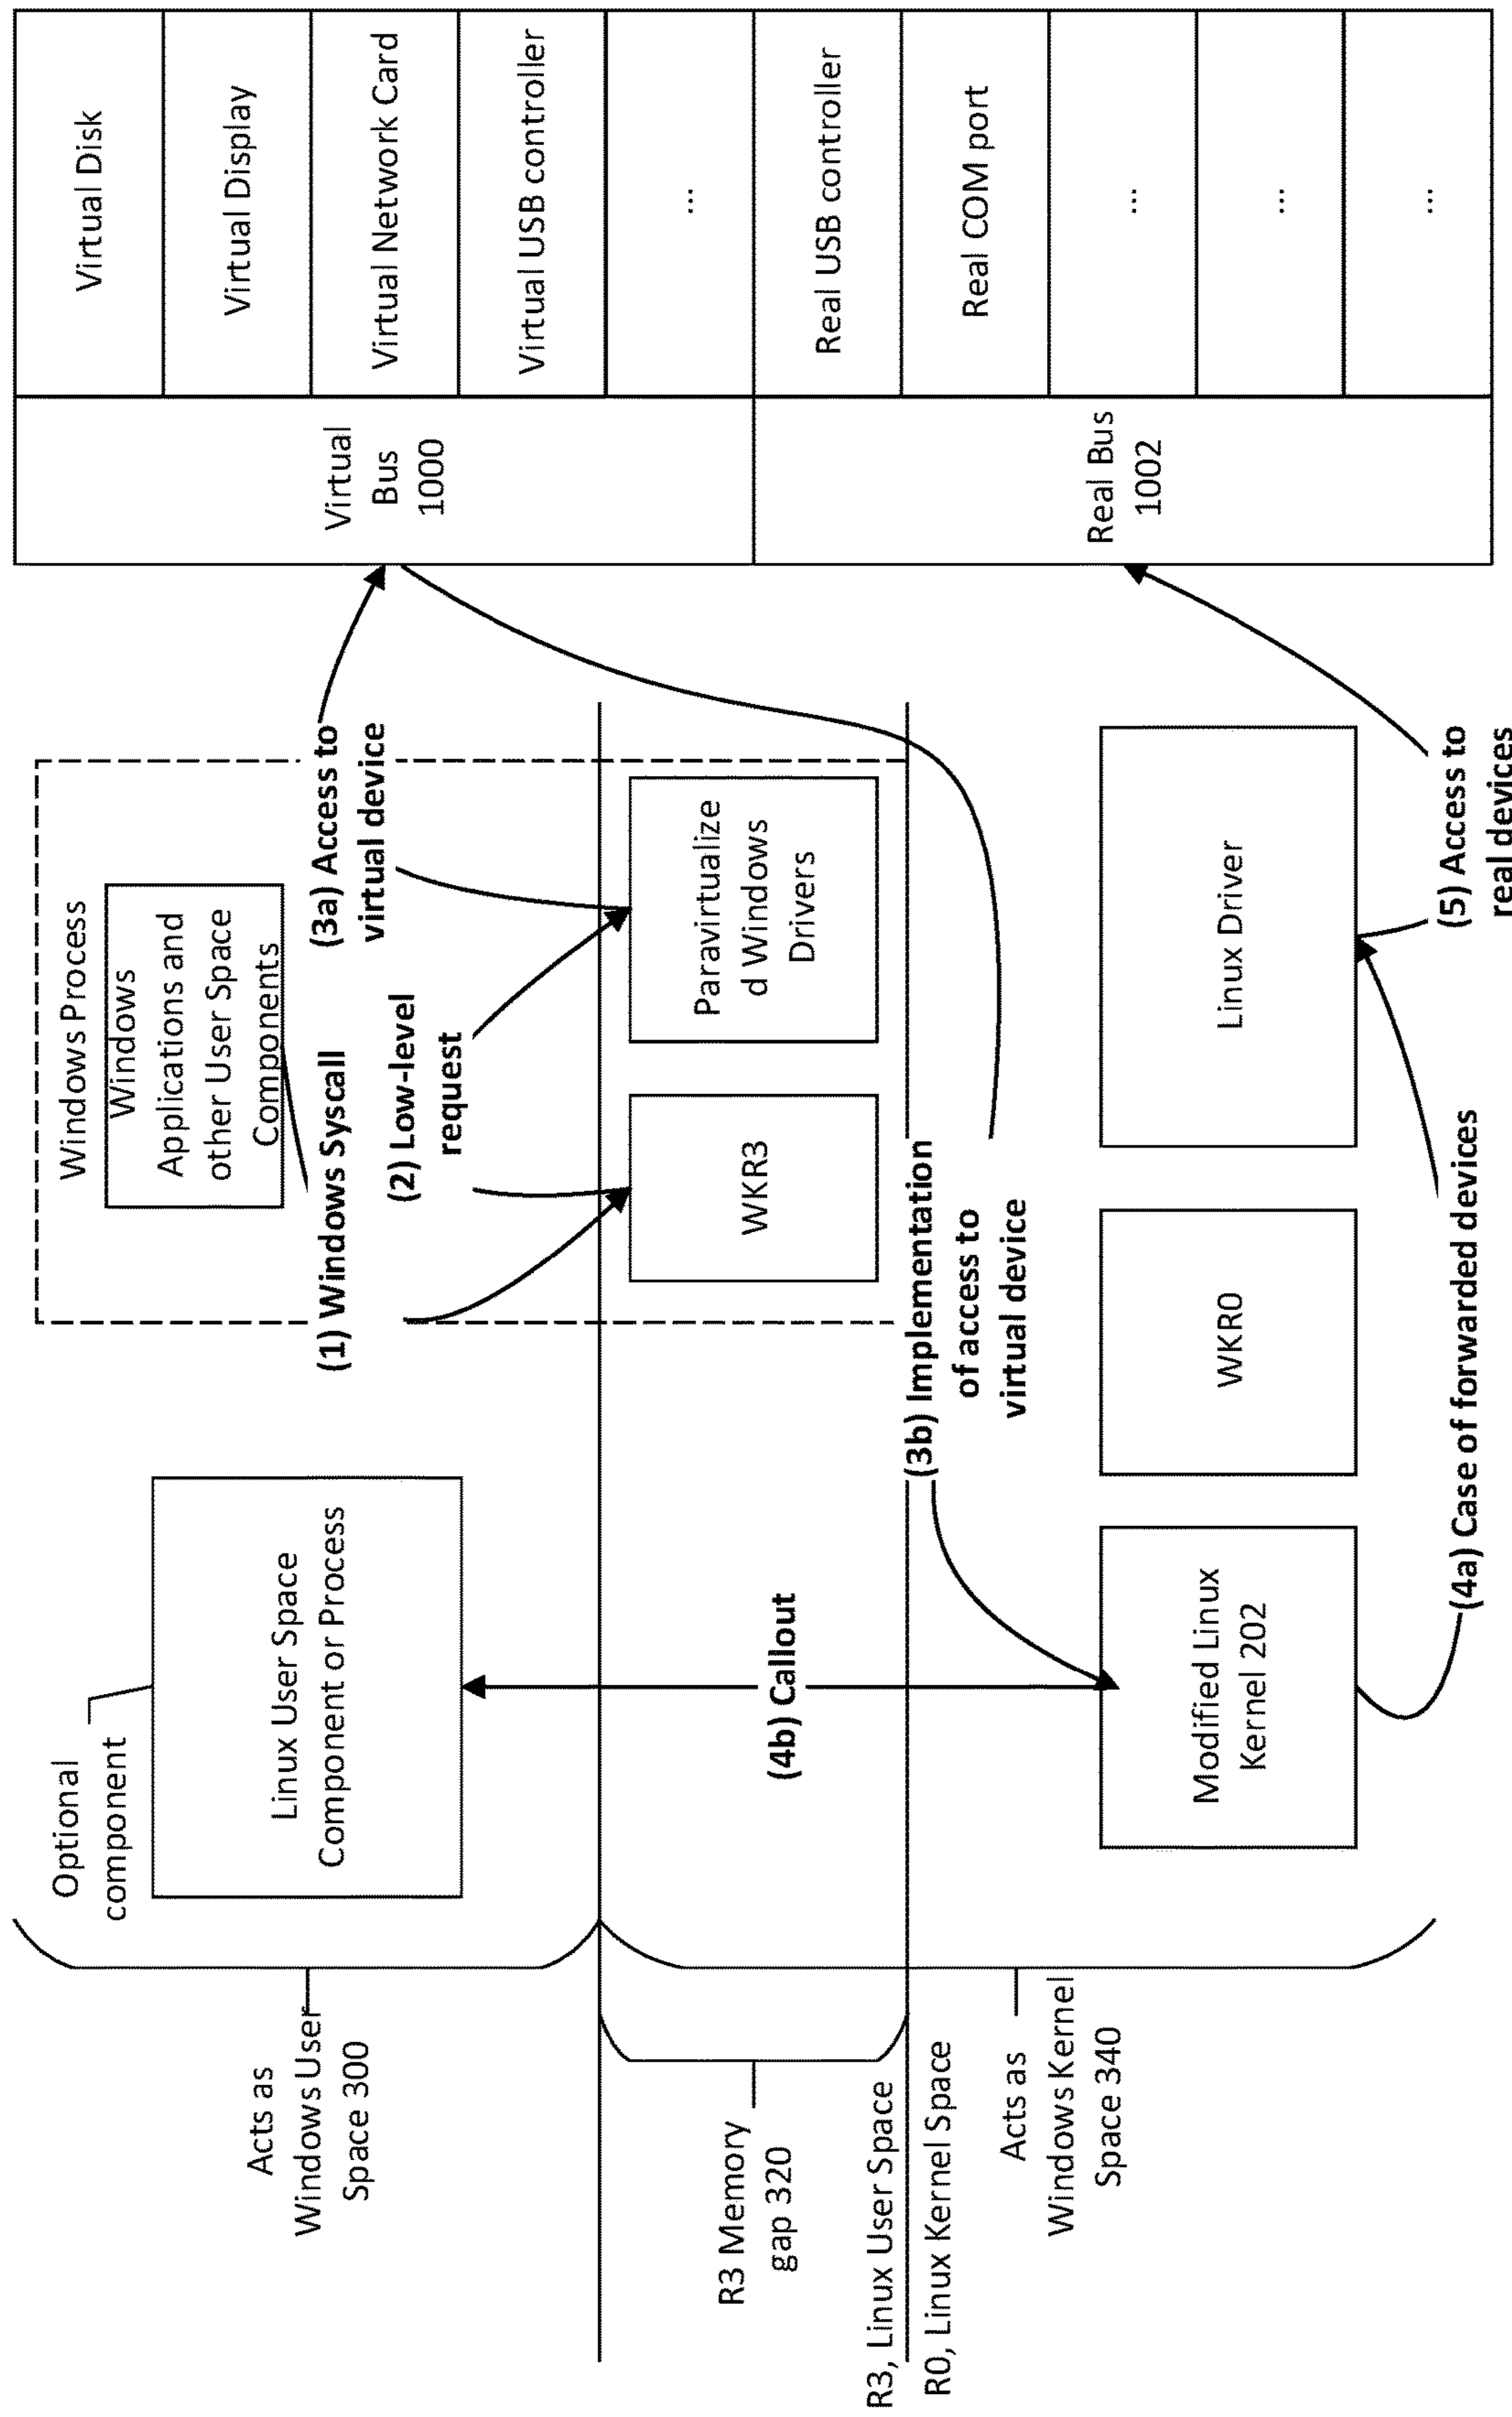 Optional
component
Linux User Space
Component or Process
Acts as
Windows User
Space 300
Windows Process
Windows
Applications and
other User Space
Components
(1) Windows Syscall
(2) Low-level
request
(3a) Access to
virtual device
WKR3
Paravirtualize
d Windows
Drivers
(4b) Callout
R3 Memory
gap 320
R3, Linux User Space
R0, Linux Kernel Space
Acts as
Windows Kernel
Space 340
(3b) Implementation
of access to
virtual device
Modified Linux
Kernel 202
WKR0
Linux Driver
(4a) Case of forwarded devices
(5) Access to
real devices
Virtual
Bus
1000
Real Bus
1002
Virtual Disk
Virtual Display
Virtual Network Card
Virtual USB controller
...
Real USB controller
Real COM port
...
...
...